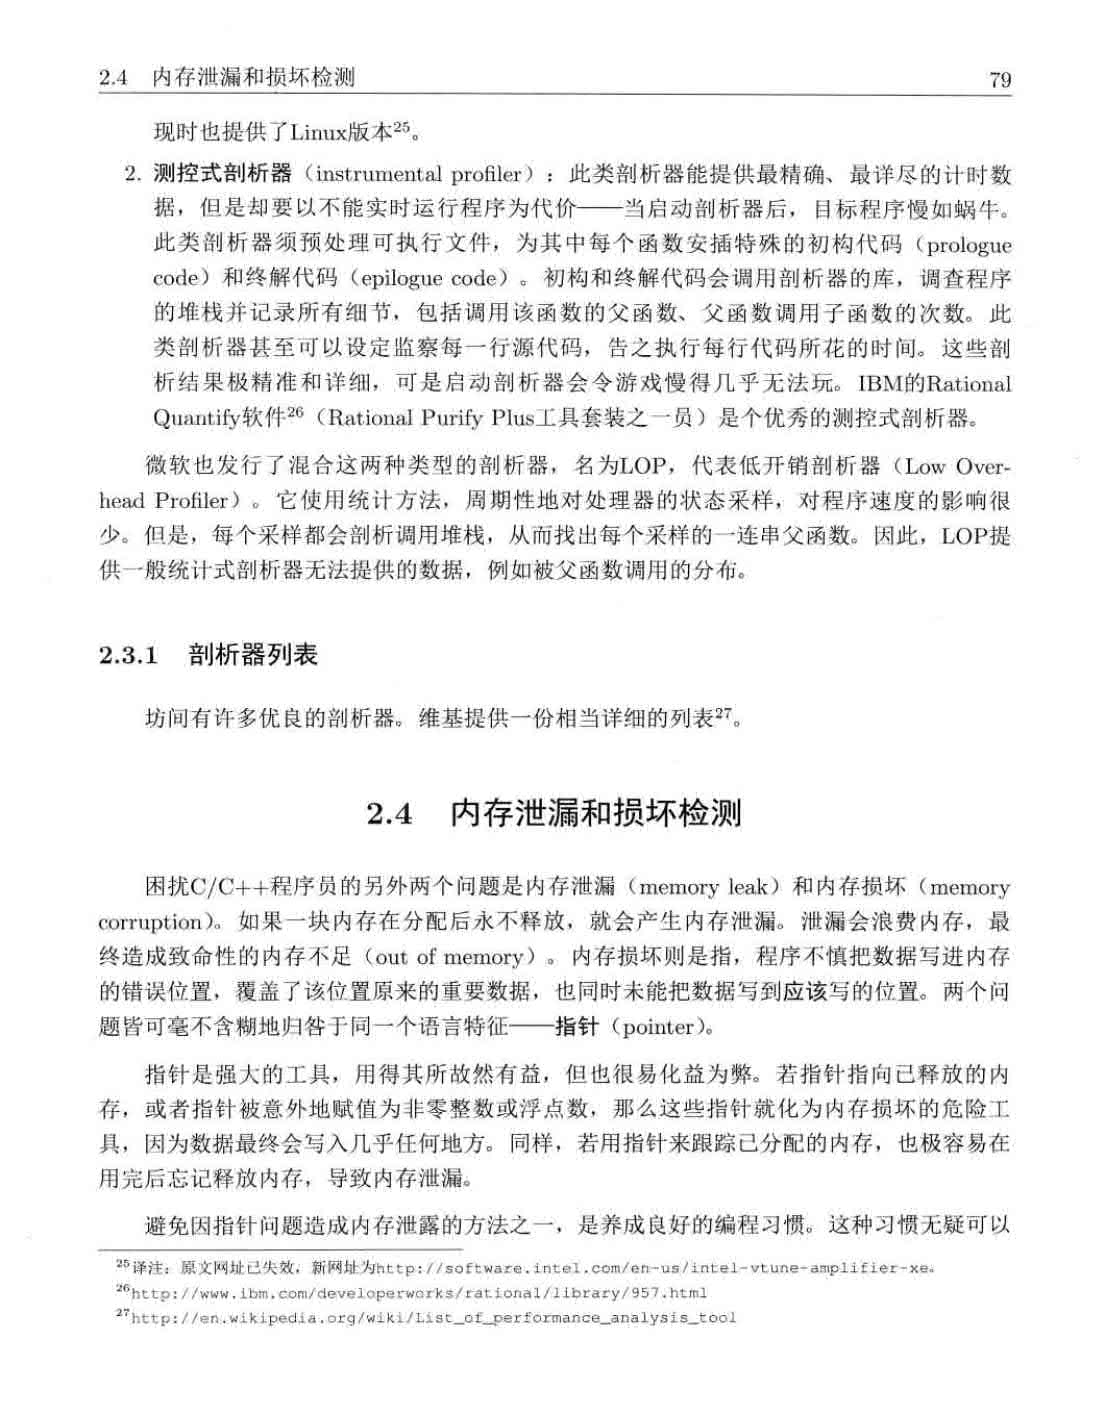 2.4 内存泄漏和损坏检测 79
现时也提供了Linux版本25。
2. 测控式剖析器（instrumental profiler）：此类剖析器能提供最精确、最详尽的计时数
据，但是却要以不能实时运行程序为代价——当启动剖析器后，目标程序慢如蜗牛。
此类剖析器须预处理可执行文件，为其中每个函数安插特殊的初构代码（prologue
code）和终解代码（epilogue code）。初构和终解代码会调用剖析器的库，调查程序
的堆栈并记录所有细节，包括调用该函数的父函数、父函数调用子函数的次数。此
类剖析器甚至可以设定监察每一行源代码，告之执行每行代码所花的时间。这些剖
析结果极精准和详细，可是启动剖析器会令游戏慢得几乎无法玩。IBM的Rational
Quantify软件26（Rational Purify Plus工具套装之一员）是个优秀的测控式剖析器。
微软也发行了混合这两种类型的剖析器，名为LOP，代表低开销剖析器（Low Over-
head Profiler）。它使用统计方法，周期性地对处理器的状态采样，对程序速度的影响很
少。但是，每个采样都会剖析调用堆栈，从而找出每个采样的一连串父函数。因此，LOP提
供一般统计式剖析器无法提供的数据，例如被父函数调用的分布。
2.3.1 剖析器列表
坊间有许多优良的剖析器。维基提供一份相当详细的列表27。
2.4 内存泄漏和损坏检测
困扰C/C++程序员的另外两个问题是内存泄漏（memory leak）和内存损坏（memory
corruption）。如果一块内存在分配后永不释放，就会产生内存泄漏。泄漏会浪费内存，最
终造成致命性的内存不足（out of memory）。内存损坏则是指，程序不慎把数据写进内存
的错误位置，覆盖了该位置原来的重要数据，也同时未能把数据写到应该写的位置。两个问
题皆可毫不含糊地归咎于同一个语言特征——指针（pointer）。
指针是强大的工具，用得其所故然有益，但也很易化益为弊。若指针指向已释放的内
存，或者指针被意外地赋值为非零整数或浮点数，那么这些指针就化为内存损坏的危险工
具，因为数据最终会写入几乎任何地方。同样，若用指针来跟踪已分配的内存，也极容易在
用完后忘记释放内存，导致内存泄漏。
避免因指针问题造成内存泄露的方法之一，是养成良好的编程习惯。这种习惯无疑可以
25译注：原文网址已失效，新网址为http://software.intel.com/en-us/intel-vtune-amplifier-xe。
26http://www.ibm.com/developerworks/rational/library/957.html
27http://en.wikipedia.org/wiki/List_of_performance_analysis_tool